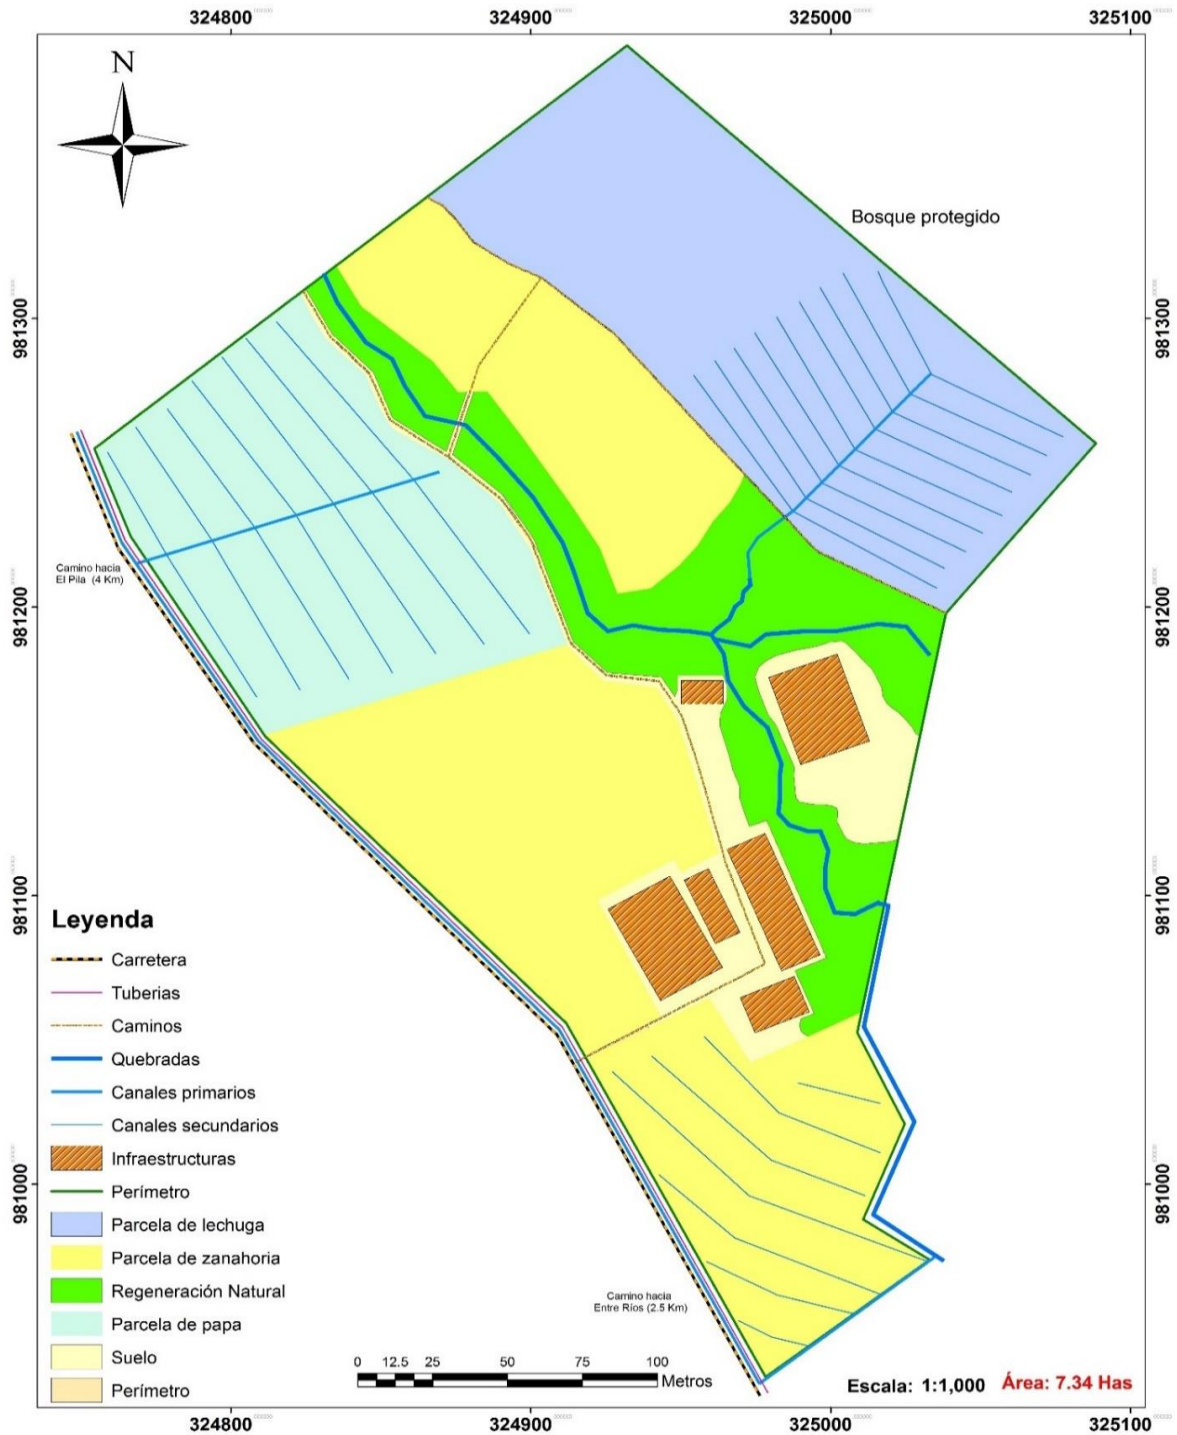 324800
324900
325000
325100
N
Bosque protegido
981300
981300
Camino hacia
El Pila (4 Km)
981200
981200
981100
981100
Leyenda
Carretera
Tuberias
Caminos
Quebradas
Canales primarios
Canales secundarios
Infraestructuras
Perímetro
Parcela de lechuga
Parcela de zanahoria
Regeneración Natural
Parcela de papa
Suelo
Perímetro
981000
981000
Camino hacia
Entre Ríos (2.5 Km)
0 12.5 25 50 75 100
Metros
Escala: 1:1,000 Área: 7.34 Has
324800
324900
325000
325100